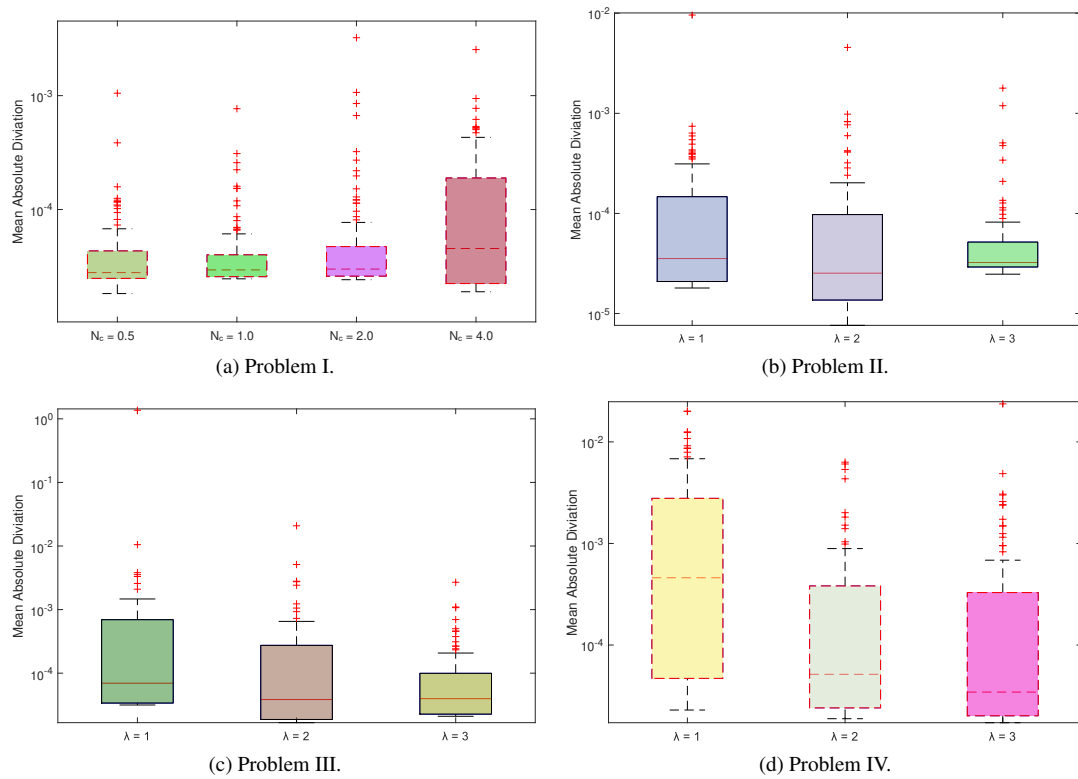 Mean Absolute Diviation
10^-3
10^-4
N_c = 0.5 N_c = 1.0 N_c = 2.0 N_c = 4.0
(a) Problem I.
Mean Absolute Diviation
10^-2
10^-3
10^-4
10^-5
λ = 1 λ = 2 λ = 3
(b) Problem II.
Mean Absolute Diviation
10^0
10^-1
10^-2
10^-3
10^-4
λ = 1 λ = 2 λ = 3
(c) Problem III.
Mean Absolute Diviation
10^-2
10^-3
10^-4
λ = 1 λ = 2 λ = 3
(d) Problem IV.